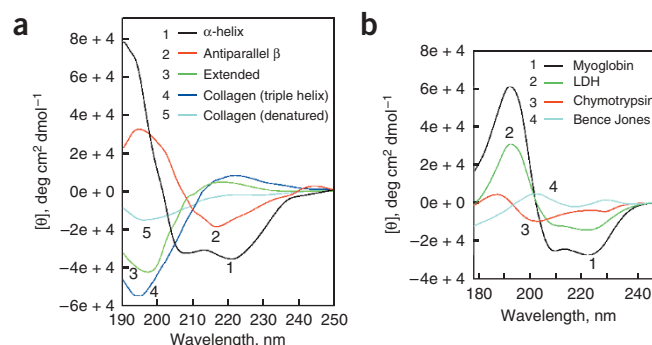 a
8e + 4
6e + 4
4e + 4
2e + 4
0e + 0
−2e + 4
−4e + 4
−6e + 4
[θ], deg cm2 dmol−1
1 α-helix
2 Antiparallel β
3 Extended
4 Collagen (triple helix)
5 Collagen (denatured)
5
2
1
3
4
190 200 210 220 230 240 250
Wavelength, nm
b
8e + 4
6e + 4
4e + 4
2e + 4
0e + 0
−2e + 4
−4e + 4
[θ], deg cm2 dmol−1
1 Myoglobin
2 LDH
3 Chymotrypsin
4 Bence Jones
2
4
3
1
180 200 220 240
Wavelength, nm